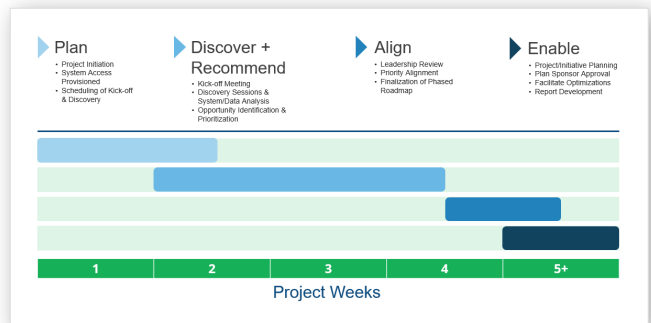 Plan
• Project Initiation
• System Access
Provisioned
• Scheduling of Kick-off
& Discovery
Discover +
Recommend
• Kick-off Meeting
• Discovery Sessions &
System/Data Analysis
• Opportunity Identification &
Prioritization
Align
• Leadership Review
• Priority Alignment
• Finalization of Phased
Roadmap
Enable
• Project/Initiative Planning
• Plan Sponsor Approval
• Facilitate Optimizations
• Report Development
1 2 3 4 5+
Project Weeks